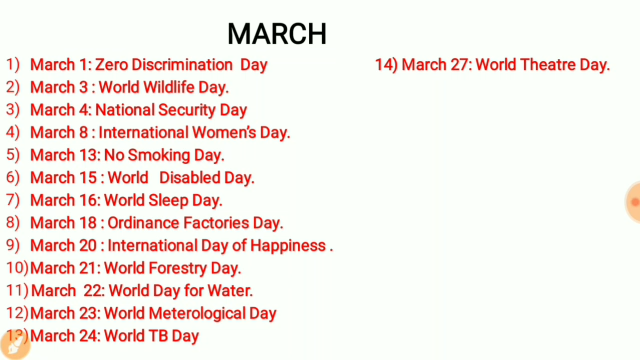 MARCH
1) March 1: Zero Discrimination Day
2) March 3 : World Wildlife Day.
3) March 4: National Security Day
4) March 8 : International Women's Day.
5) March 13: No Smoking Day.
6) March 15 : World Disabled Day.
7) March 16: World Sleep Day.
8) March 18 : Ordinance Factories Day.
9) March 20 : International Day of Happiness .
10)March 21: World Forestry Day.
11) March 22: World Day for Water.
12)March 23: World Meterological Day
13)March 24: World TB Day
14) March 27: World Theatre Day.